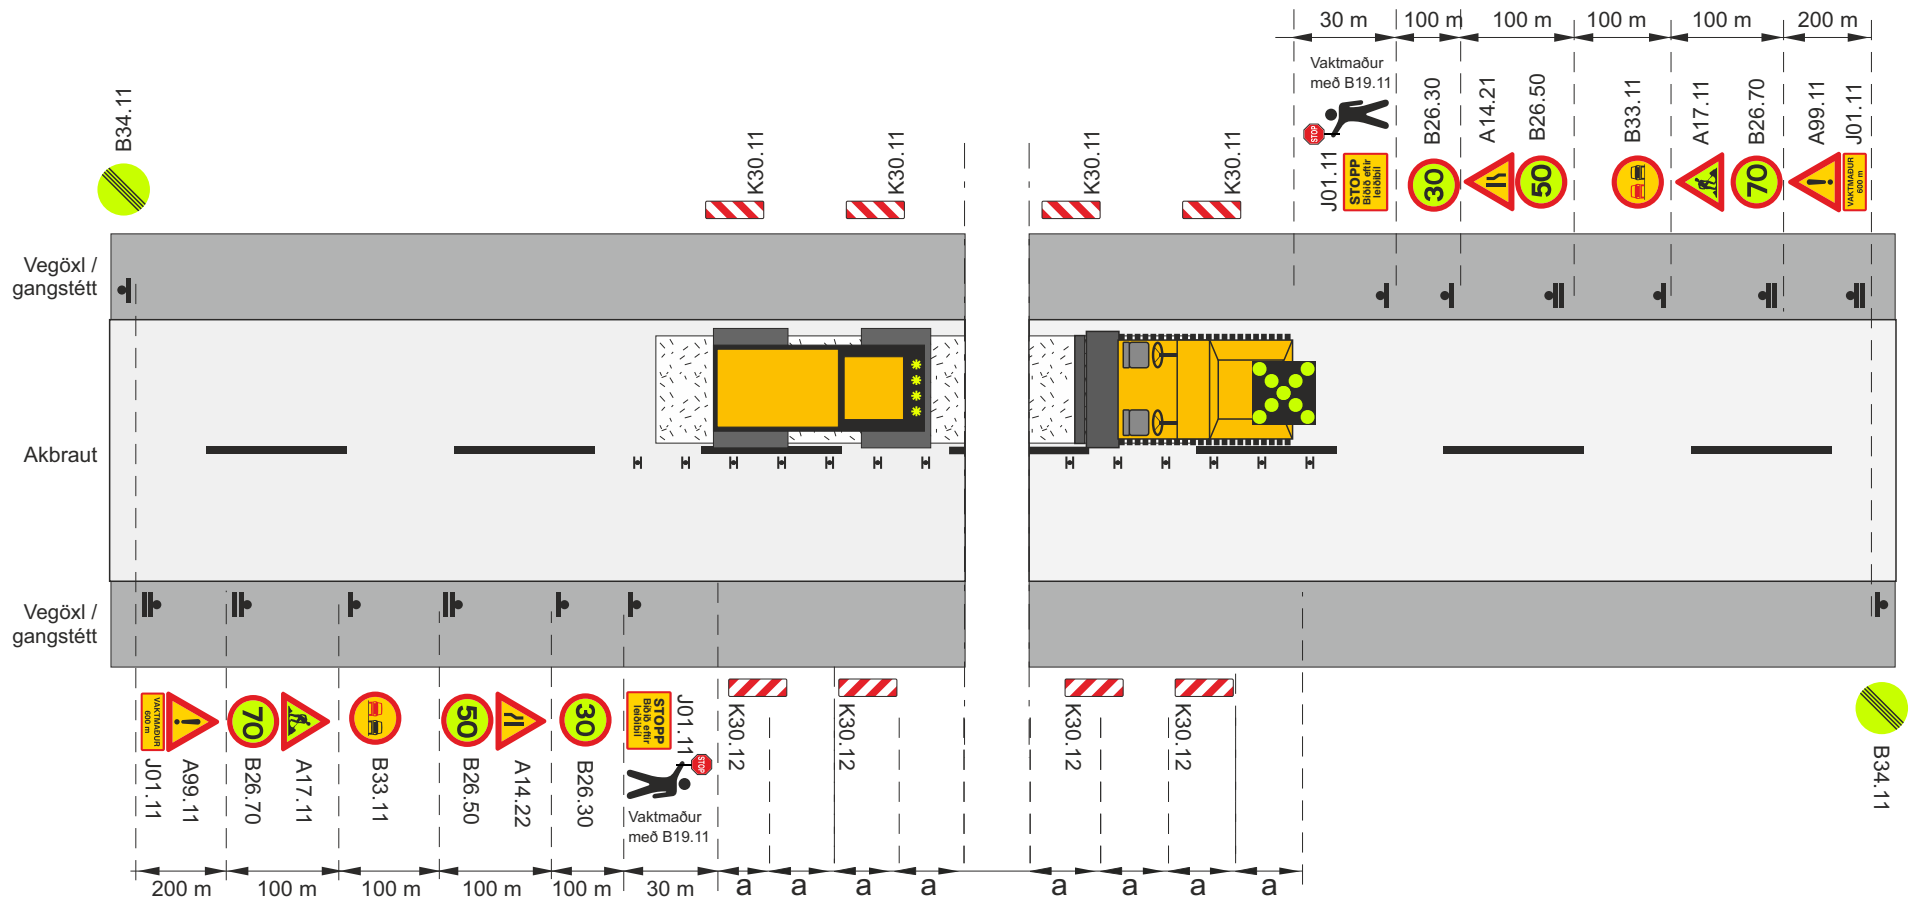 30 m
100 m
100 m
100 m
100 m
200 m
Vaktmaður
með B19.11
STOP
J01.11
STOPP
Bíðið eftir
leiðbíl
B26.30
30
A14.21
B26.50
50
B33.11
A17.11
B26.70
70
A99.11
J01.11
VAKTMAÐUR
600 m
B34.11
K30.11
K30.11
K30.11
K30.11
Vegöxl /
gangstétt
Akbraut
Vegöxl /
gangstétt
VAKTMAÐUR
600 m
J01.11
A99.11
70
B26.70
A17.11
B33.11
50
B26.50
A14.22
30
B26.30
STOPP
Bíðið eftir
leiðbíl
J01.11
STOP
Vaktmaður
með B19.11
K30.12
K30.12
K30.12
K30.12
B34.11
200 m
100 m
100 m
100 m
100 m
30 m
a
a
a
a
a
a
a
a